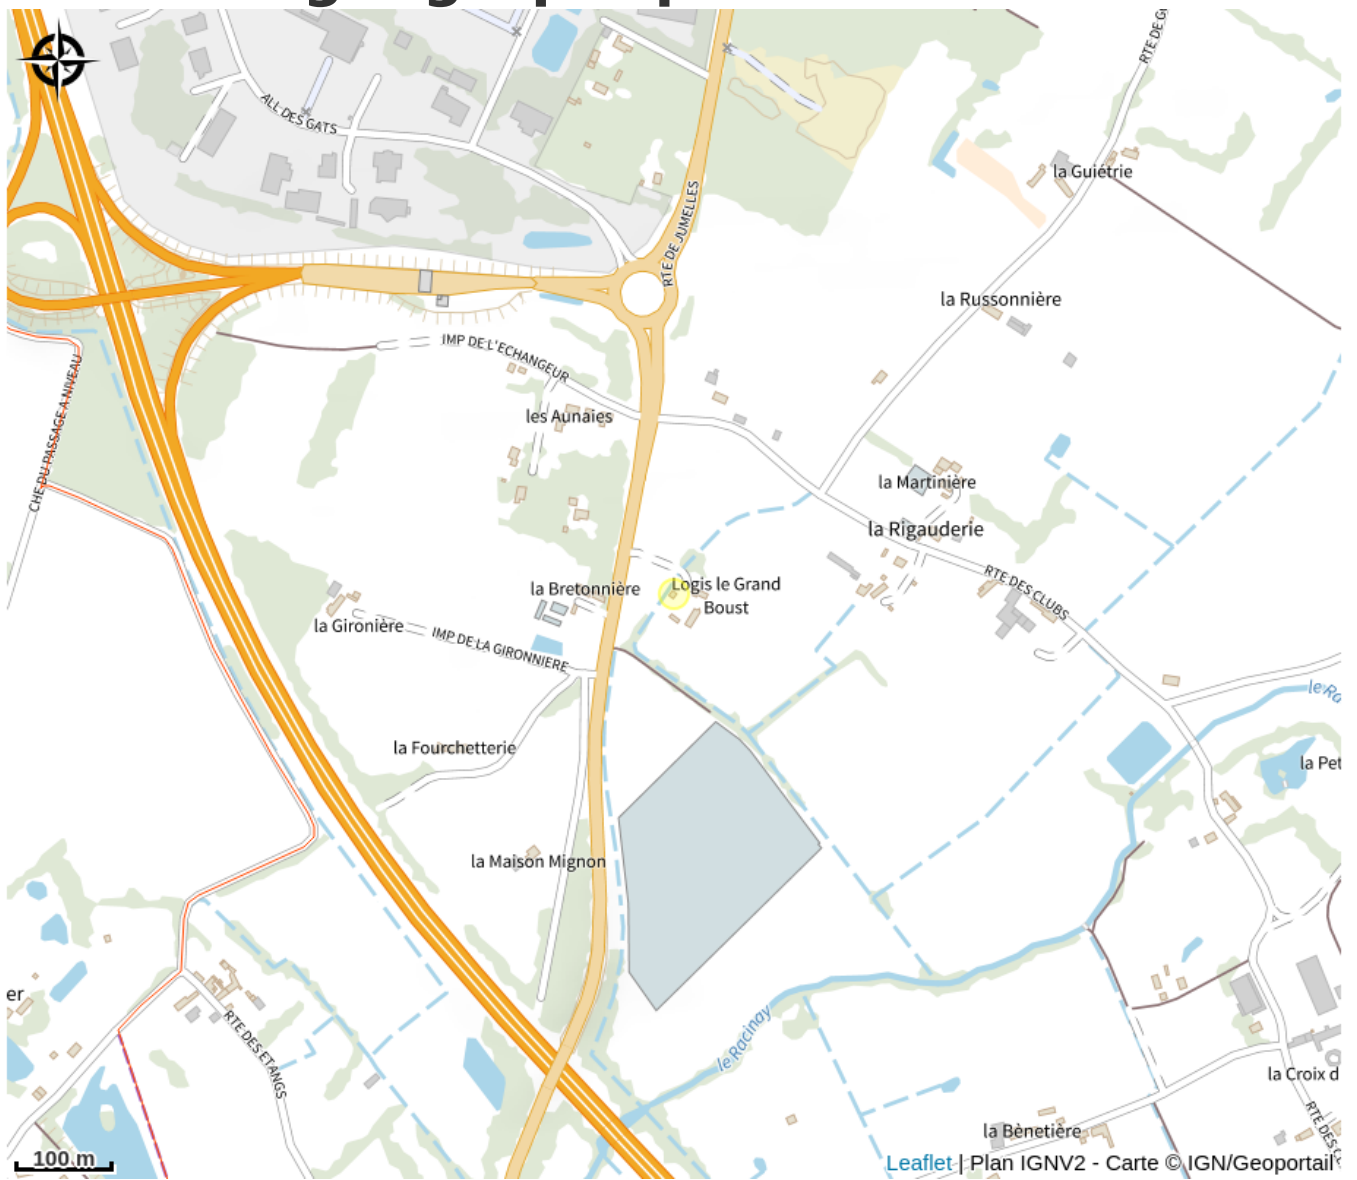 RTE DE G
ALL DES GATS
la Guiétrie
RTE DE JUMELLES
la Russonnière
IMP DE L'ECHANGEUR
CHE DU PASSAGE A NIVEAU
les Aunaies
la Martinière
la Rigauderie
RTE DES CLUBS
Logis le Grand
Boust
la Bretonnière
la Gironière
IMP DE LA GIRONNIERE
le Ra
la Fourchetterie
la Pet
la Maison Mignon
er
RTE DES ETANGS
le Racinay
la Croix d
RTE DES C
la Bènetière
100 m
Leaflet | Plan IGNV2 - Carte © IGN/Geoportail